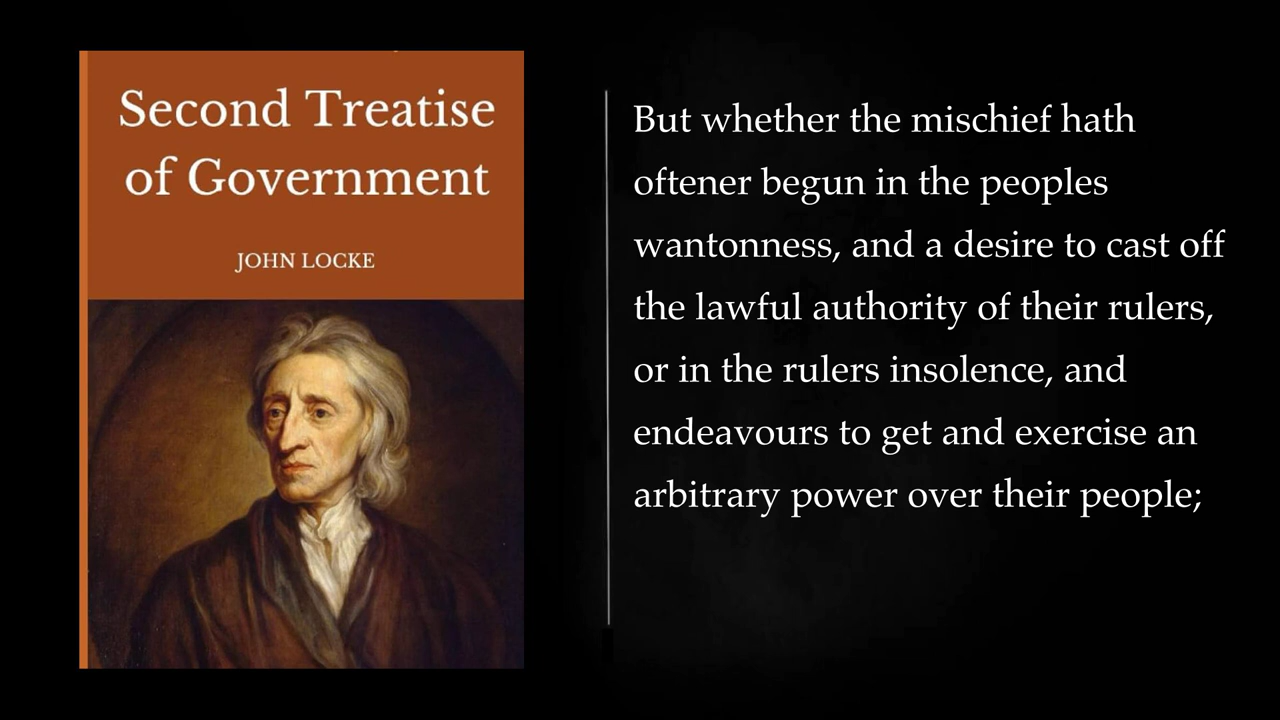 Second Treatise
of Government
JOHN LOCKE
But whether the mischief hath
oftener begun in the peoples
wantonness, and a desire to cast off
the lawful authority of their rulers,
or in the rulers insolence, and
endeavours to get and exercise an
arbitrary power over their people;